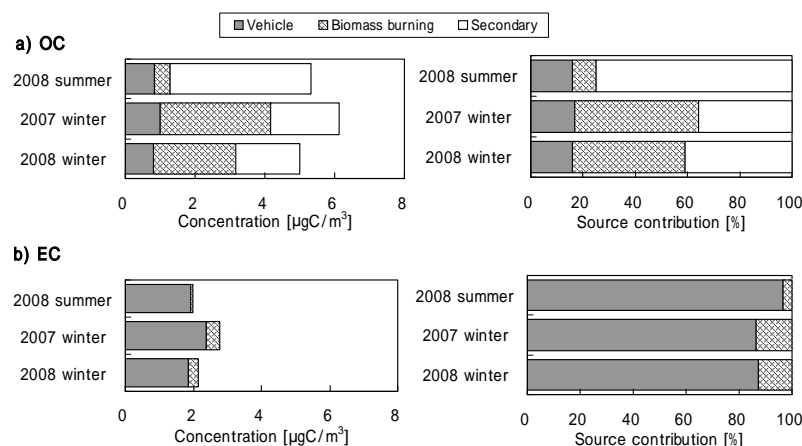 Vehicle Biomass burning Secondary
a) OC
2008 summer
2007 winter
2008 winter
0 2 4 6 8
Concentration [μgC/m³]
2008 summer
2007 winter
2008 winter
0 20 40 60 80 100
Source contribution [%]
b) EC
2008 summer
2007 winter
2008 winter
0 2 4 6 8
Concentration [μgC/m³]
2008 summer
2007 winter
2008 winter
0 20 40 60 80 100
Source contribution [%]